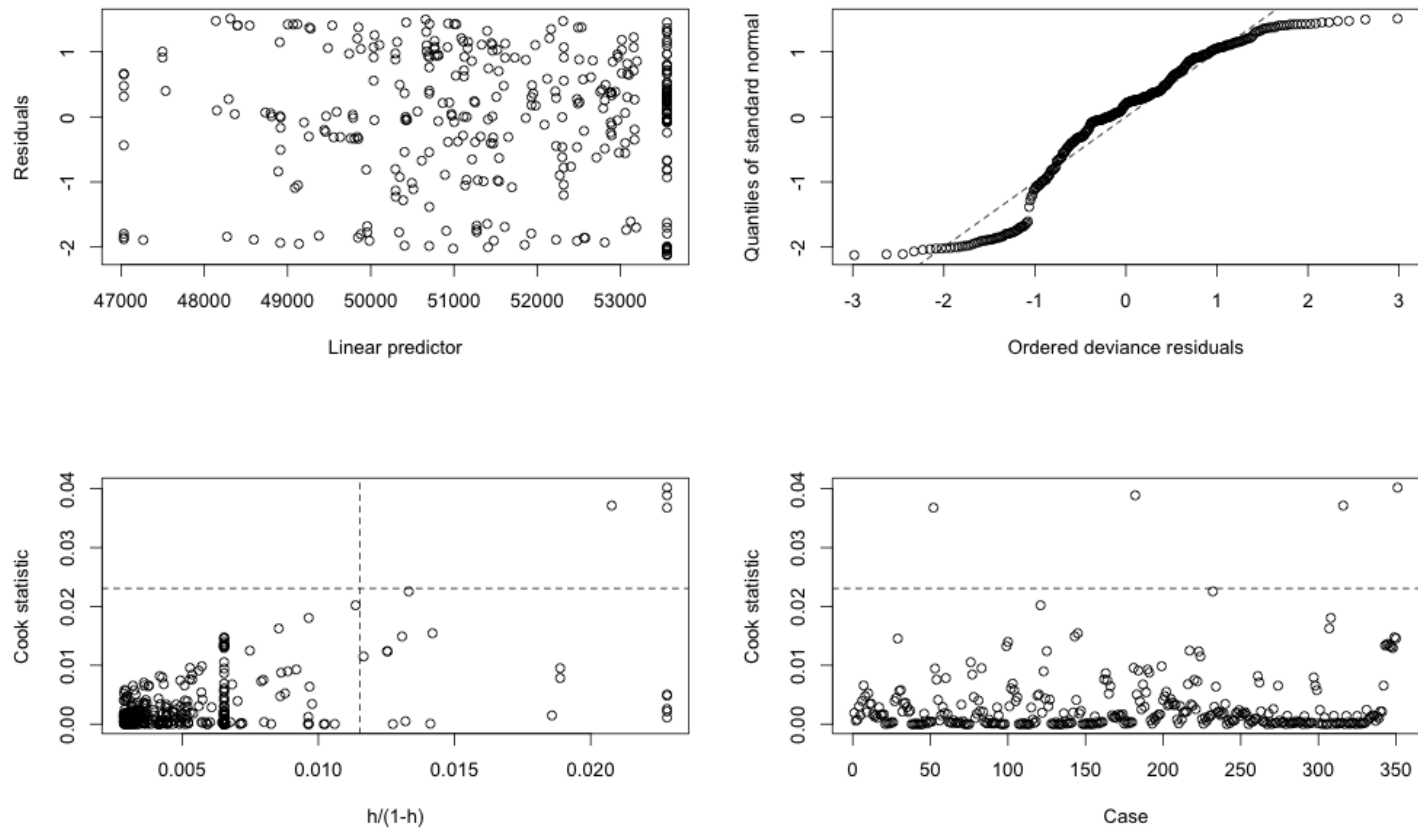 Residuals
1
0
-1
-2
47000 48000 49000 50000 51000 52000 53000
Linear predictor
Quantiles of standard normal
1
0
-1
-2
-3 -2 -1 0 1 2 3
Ordered deviance residuals
Cook statistic
0.04
0.03
0.02
0.01
0.00
0.005 0.010 0.015 0.020
h/(1-h)
Cook statistic
0.04
0.03
0.02
0.01
0.00
0 50 100 150 200 250 300 350
Case